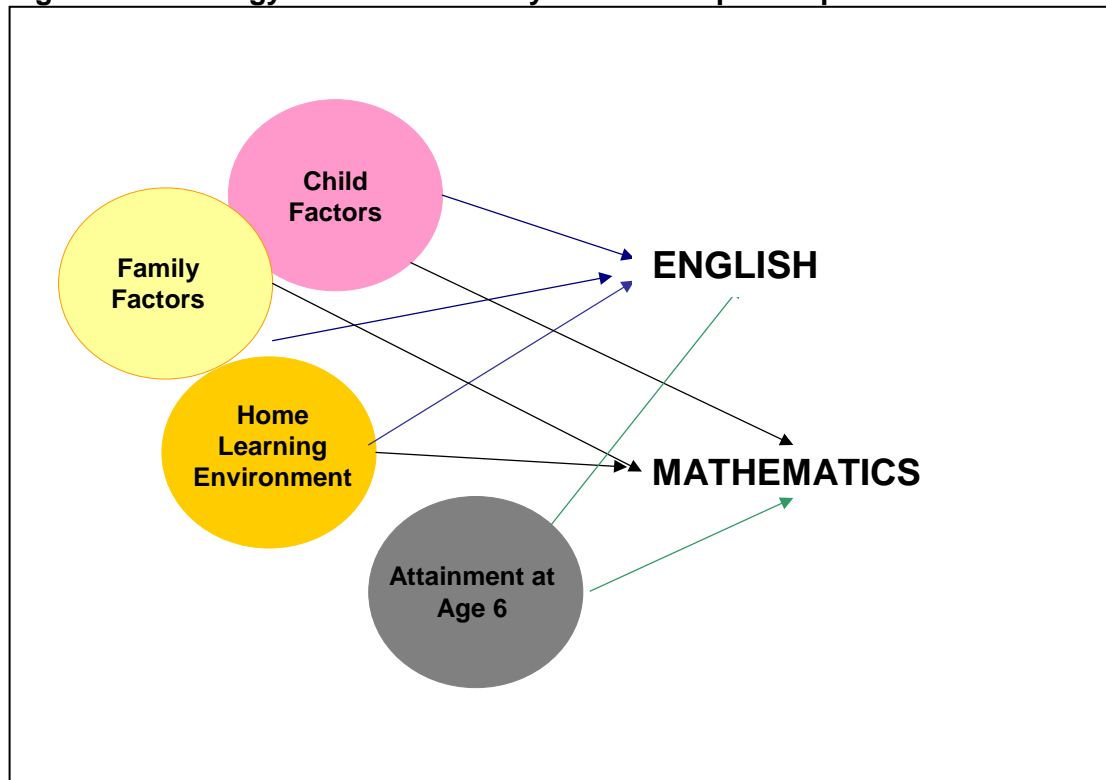 Child
Factors
Family
Factors
ENGLISH
Home
Learning
Environment
MATHEMATICS
Attainment at
Age 6